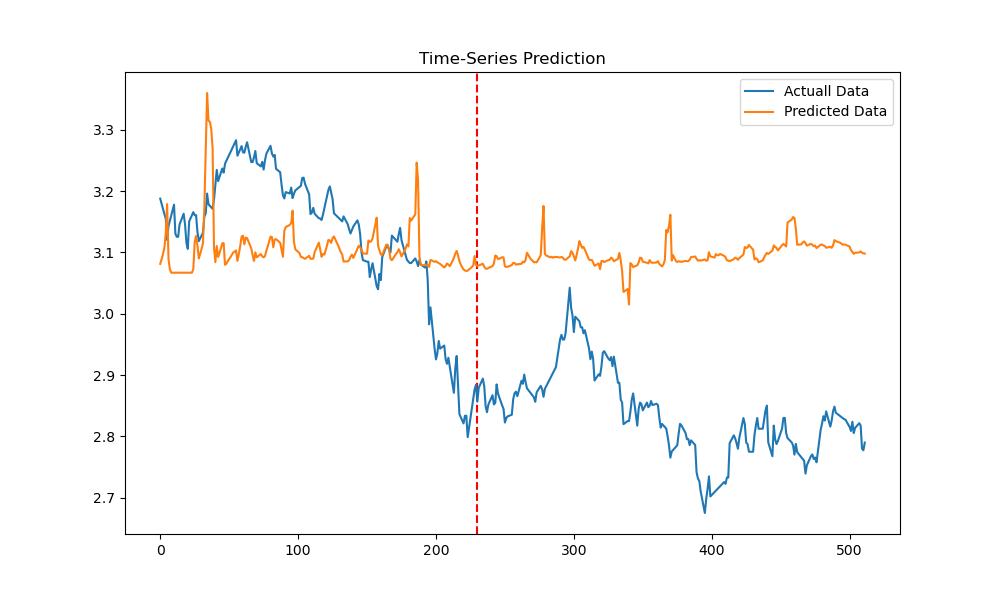 Time-Series Prediction
Actuall Data
Predicted Data
3.3
3.2
3.1
3.0
2.9
2.8
2.7
0 100 200 300 400 500